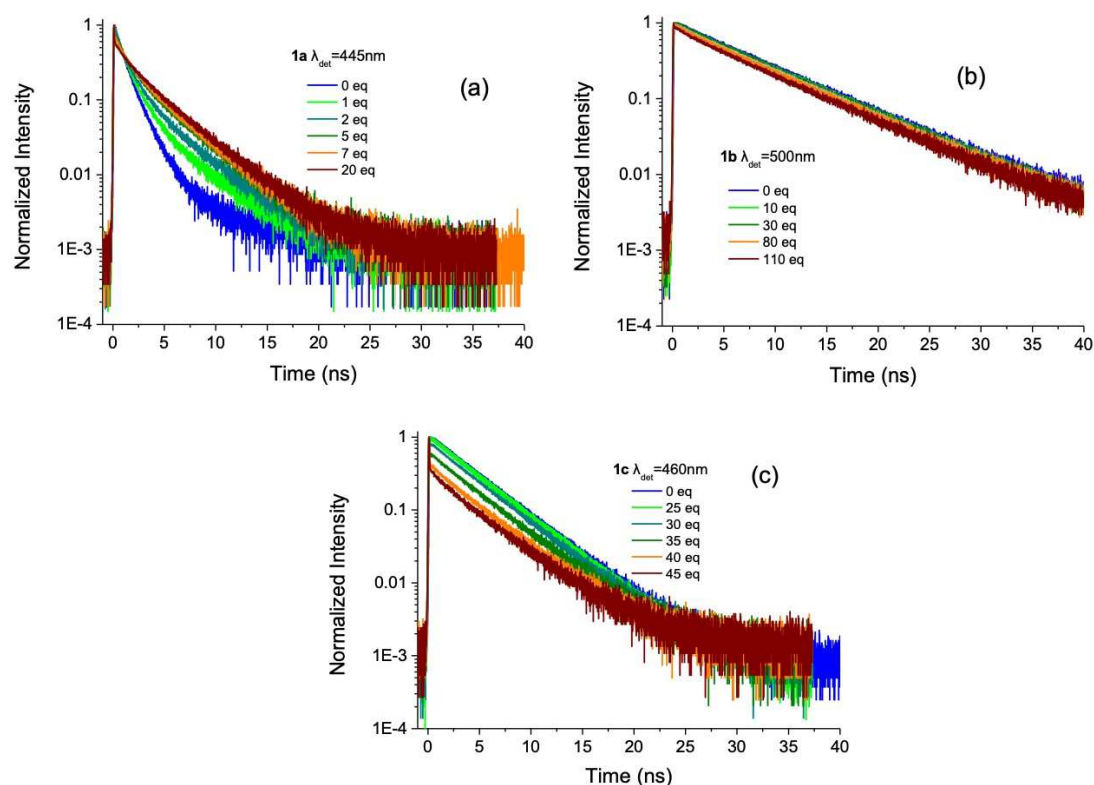 1
0.1
0.01
1E-3
1E-4
Normalized Intensity
1a λdet=445nm
0 eq
1 eq
2 eq
5 eq
7 eq
20 eq
(a)
0 5 10 15 20 25 30 35 40
Time (ns)
1
0.1
0.01
1E-3
1E-4
Normalized Intensity
(b)
1b λdet=500nm
0 eq
10 eq
30 eq
80 eq
110 eq
0 5 10 15 20 25 30 35 40
Time (ns)
1
0.1
0.01
1E-3
1E-4
Normalized Intensity
1c λdet=460nm
0 eq
25 eq
30 eq
35 eq
40 eq
45 eq
(c)
0 5 10 15 20 25 30 35 40
Time (ns)